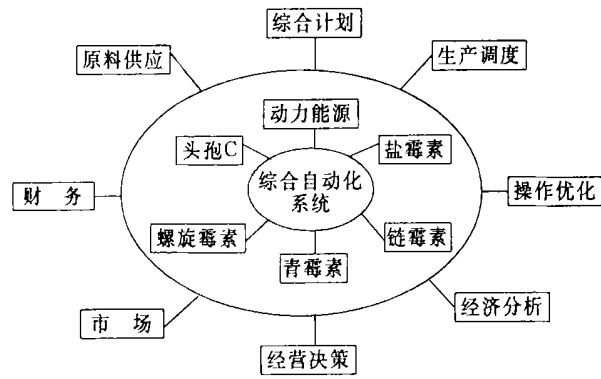 综合计划
原料供应
生产调度
动力能源
头孢C
盐霉素
综合自动化
系统
财 务
操作优化
螺旋霉素
链霉素
青霉素
市 场
经济分析
经营决策